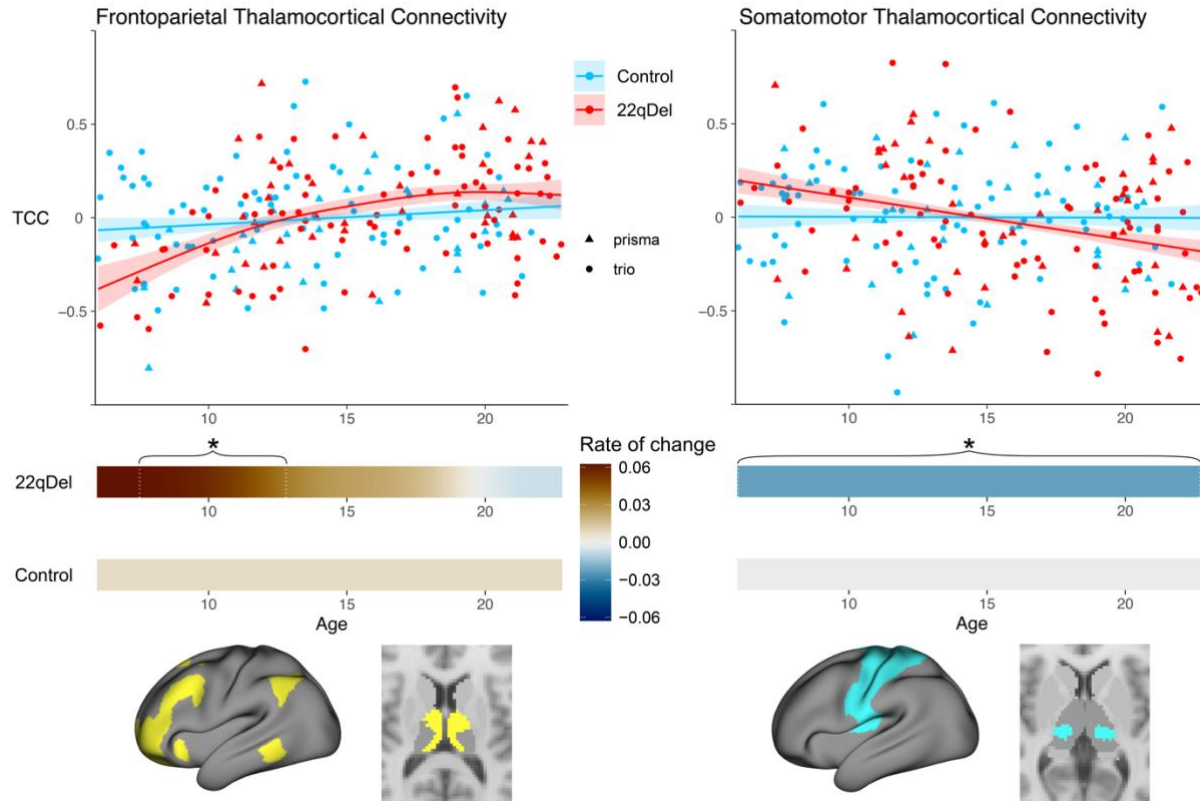 Frontoparietal Thalamocortical Connectivity
Somatomotor Thalamocortical Connectivity
TCC
0.5
0
−0.5
10
15
20
Control
22qDel
prisma
trio
0.5
0
−0.5
10
15
20
*
22qDel
10
15
20
Control
10
15
20
Age
Rate of change
0.06
0.03
0.00
−0.03
−0.06
*
10
15
20
10
15
20
Age